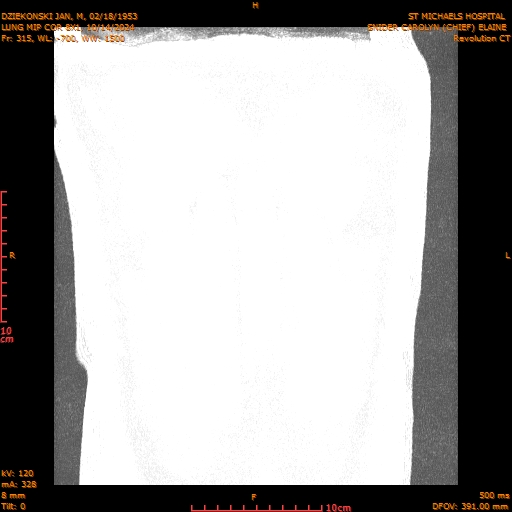 H
DZIEKONSKI JAN, M, 02/18/1953
ST MICHAELS HOSPITAL
LUNG MIP COR 8X1, 10/14/2024
SNIDER CAROLYN (CHIEF) ELAINE
Fr: 315, WL: -700, WW: 1500
Revolution CT
R
L
10
cm
kV: 120
mA: 328
8 mm
Tilt: 0
F
10cm
500 ms
DFOV: 391.00 mm